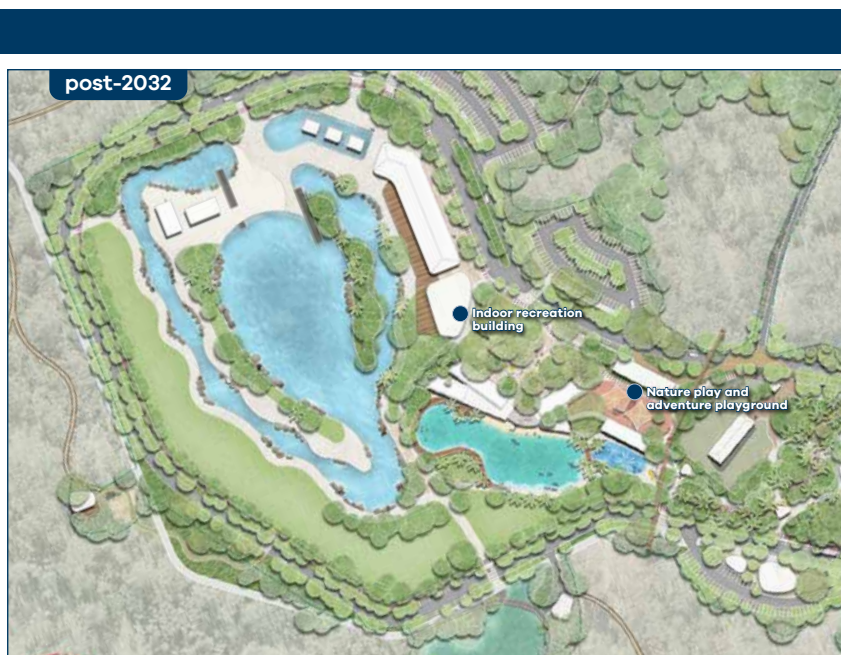 post-2032
Indoor recreation
building
Nature play and
adventure playground